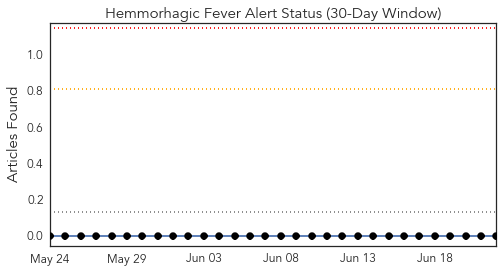 Hemmorhagic Fever Alert Status (30-Day Window)
Articles Found
1.0
0.8
0.6
0.4
0.2
0.0
May 24 May 29 Jun 03 Jun 08 Jun 13 Jun 18